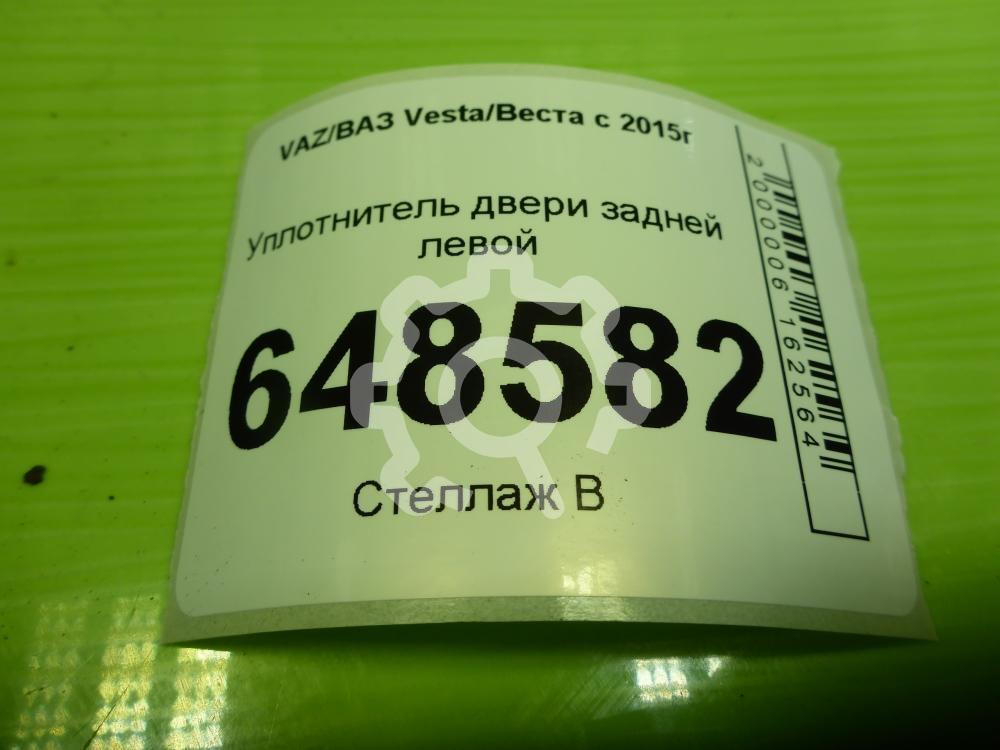 VAZ/ВАЗ Vesta/Веста с 2015г
Уплотнитель двери задней
левой
648582
Стеллаж В
2000006162564